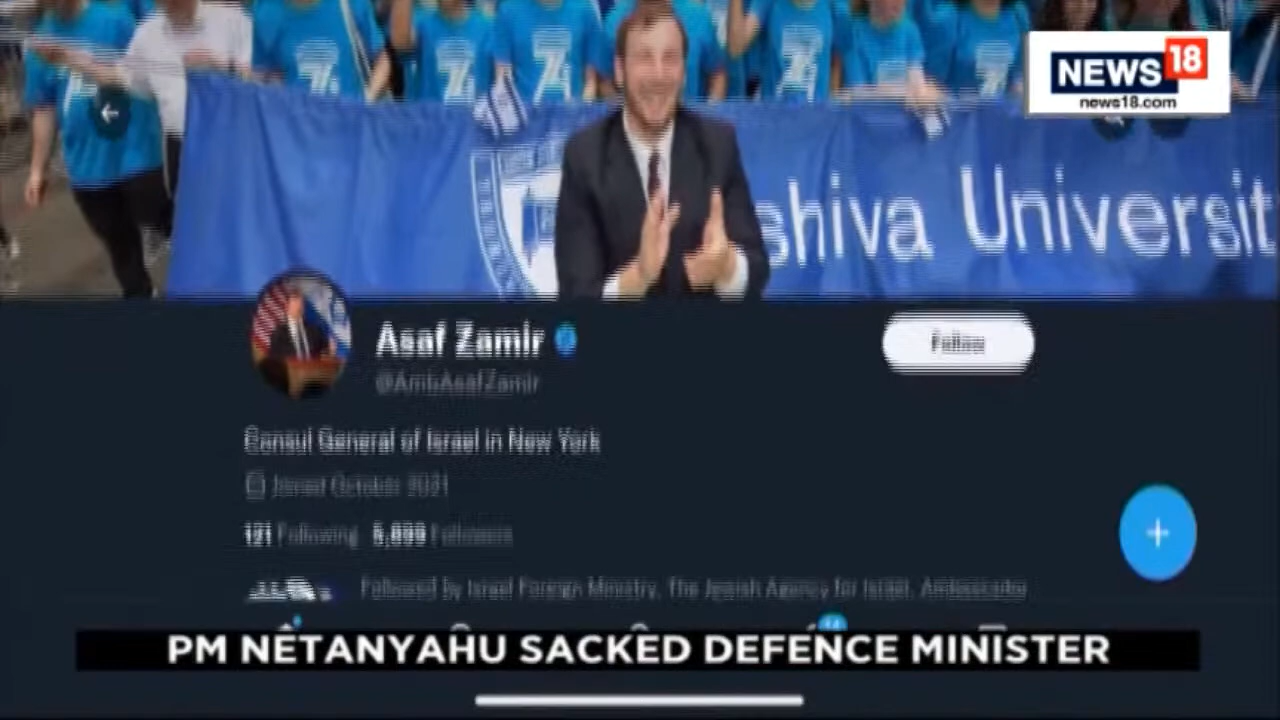 NEWS 18
news18.com
shiva Universit
Asaf Zamir
@AmbAsafZamir
Follow
Consul General of Israel in New York
Joined October 2021
121 Following 5,899 Followers
Followed by Israel Foreign Ministry, The Jewish Agency for Israel, Ambassador
PM NETANYAHU SACKED DEFENCE MINISTER